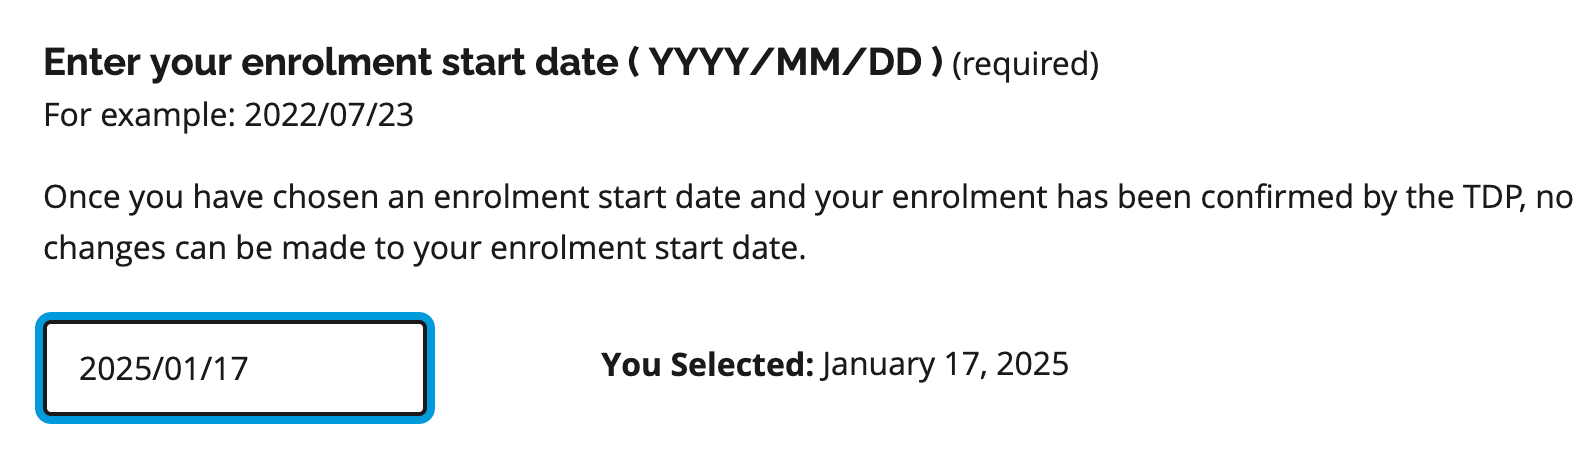 Enter your enrolment start date ( YYYY/MM/DD ) (required)
For example: 2022/07/23
Once you have chosen an enrolment start date and your enrolment has been confirmed by the TDP, no
changes can be made to your enrolment start date.
2025/01/17
You Selected: January 17, 2025